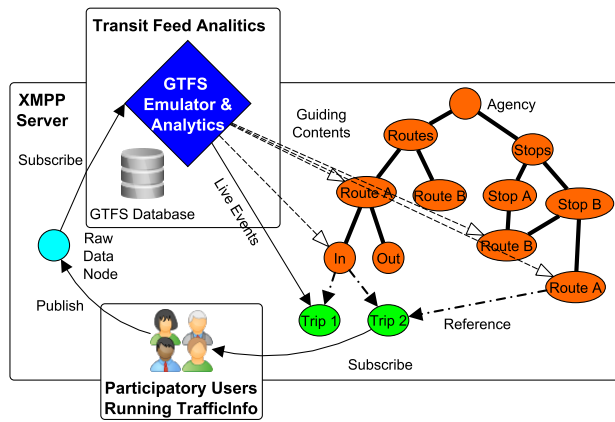 Transit Feed Analitics
GTFS
Emulator &
Analytics
GTFS Database
XMPP
Server
Subscribe
Raw
Data
Node
Publish
Live Events
Guiding
Contents
Agency
Routes
Stops
Route A
Route B
Stop A
Stop B
Route B
In
Out
Route A
Trip 1
Trip 2
Reference
Subscribe
Participatory Users
Running TrafficInfo